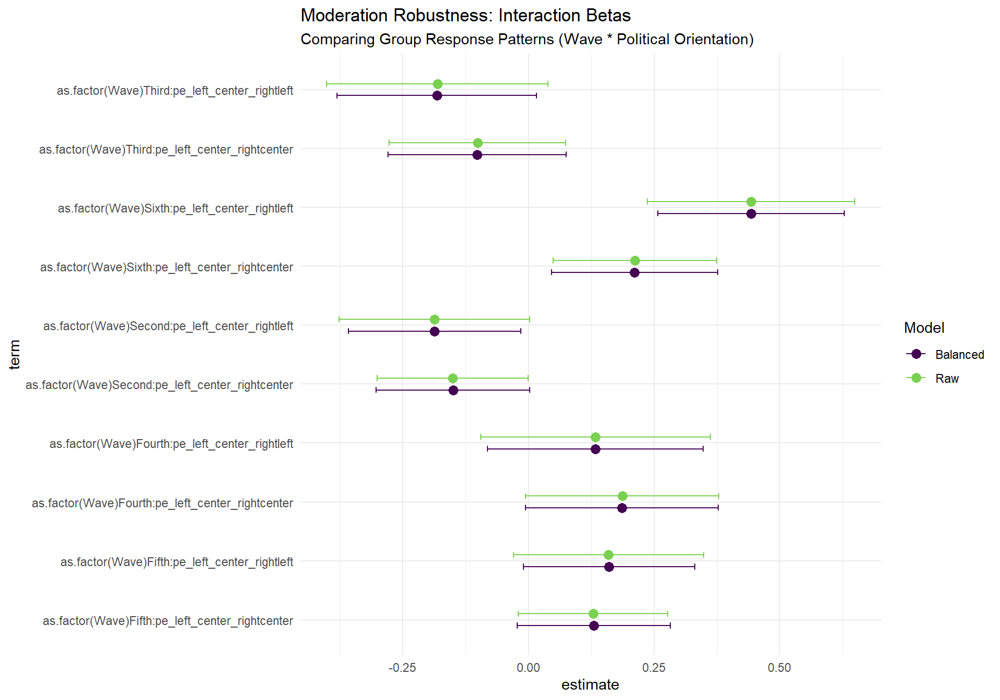 Moderation Robustness: Interaction Betas
Comparing Group Response Patterns (Wave * Political Orientation)
as.factor(Wave)Third:pe_left_center_rightleft
as.factor(Wave)Third:pe_left_center_rightcenter
as.factor(Wave)Sixth:pe_left_center_rightleft
as.factor(Wave)Sixth:pe_left_center_rightcenter
as.factor(Wave)Second:pe_left_center_rightleft
as.factor(Wave)Second:pe_left_center_rightcenter
as.factor(Wave)Fourth:pe_left_center_rightleft
as.factor(Wave)Fourth:pe_left_center_rightcenter
as.factor(Wave)Fifth:pe_left_center_rightleft
as.factor(Wave)Fifth:pe_left_center_rightcenter
term
-0.25 0.00 0.25 0.50
estimate
Model
Balanced
Raw